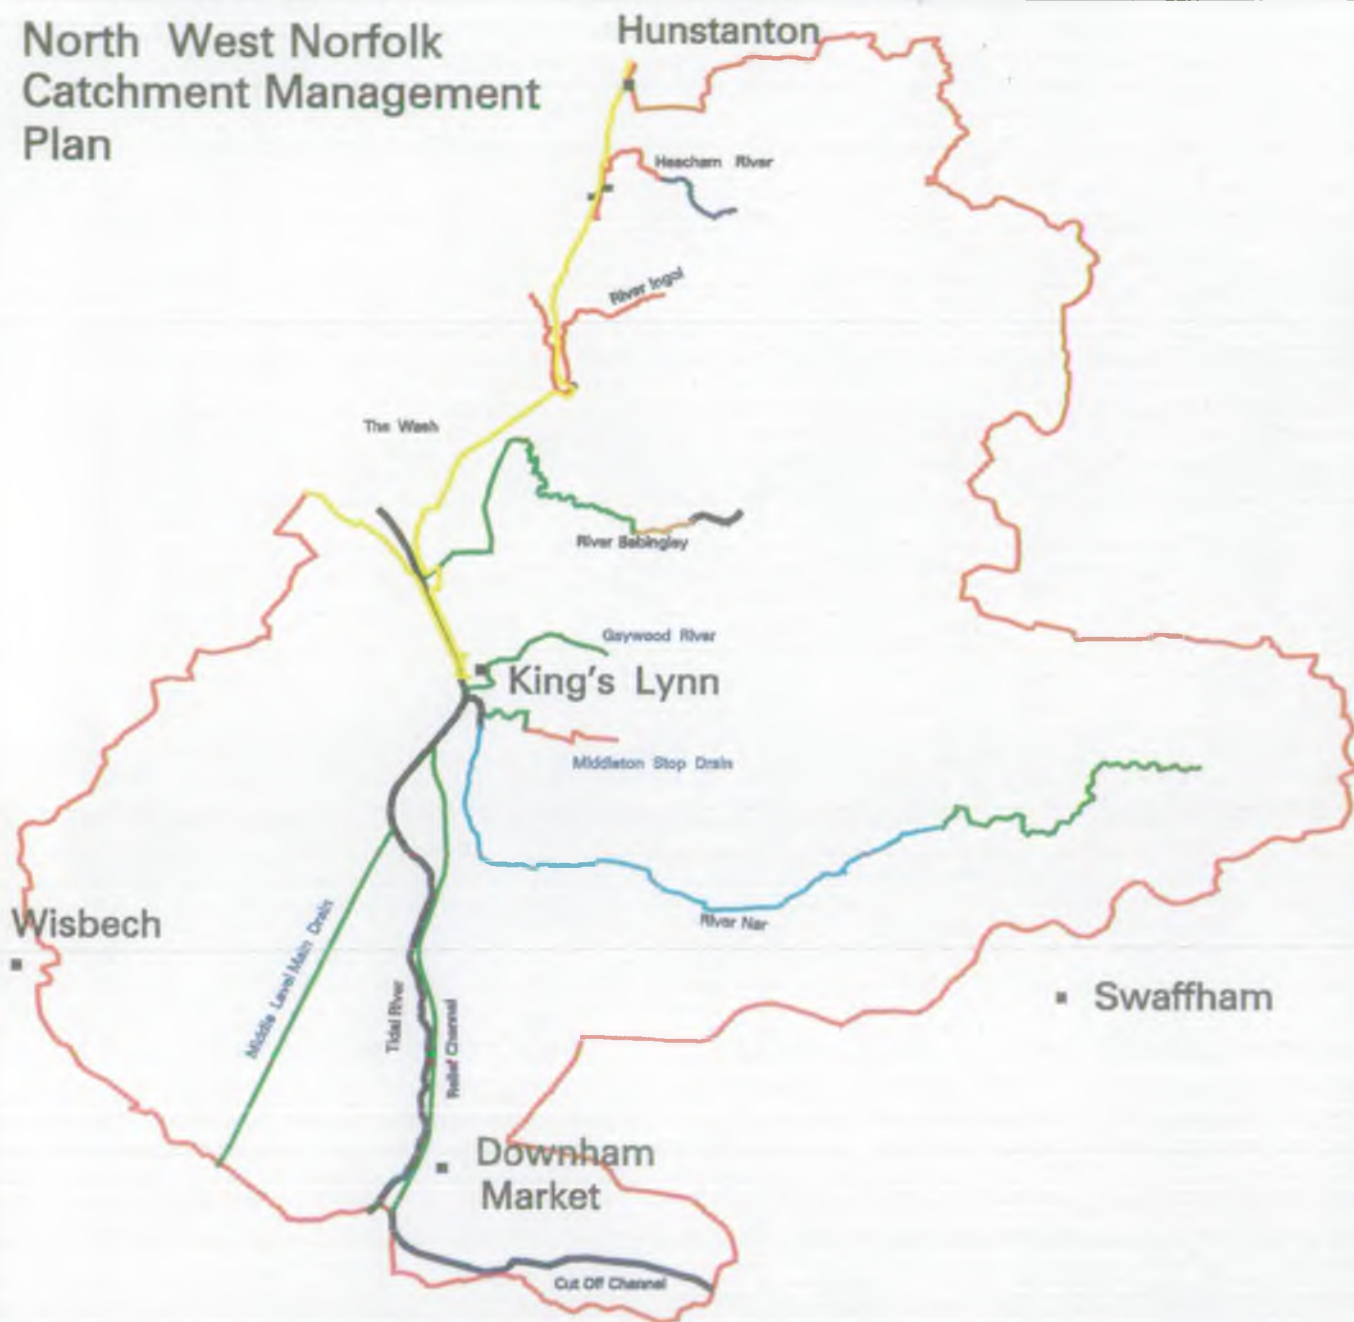 North West Norfolk
Catchment Management
Plan
Hunstanton
Heacham River
River Ingol
The Wash
River Babingley
Gaywood River
King's Lynn
Middleton Stop Drain
River Nar
Wisbech
Middle Level Main Drain
Tidal River
Relief Channel
Swaffham
Downham
Market
Cut Off Channel